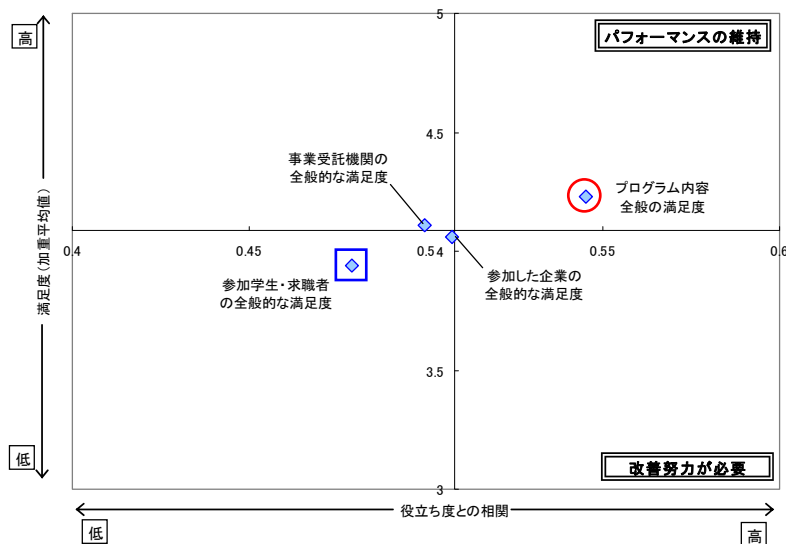 高
5
パフォーマンスの維持
4.5
事業受託機関の
全般的な満足度
プログラム内容
全般の満足度
満足度(加重平均値)
0.4
0.45
0.54
0.55
0.6
参加学生・求職者
の全般的な満足度
参加した企業の
全般的な満足度
3.5
低
改善努力が必要
3
役立ち度との相関
低
高